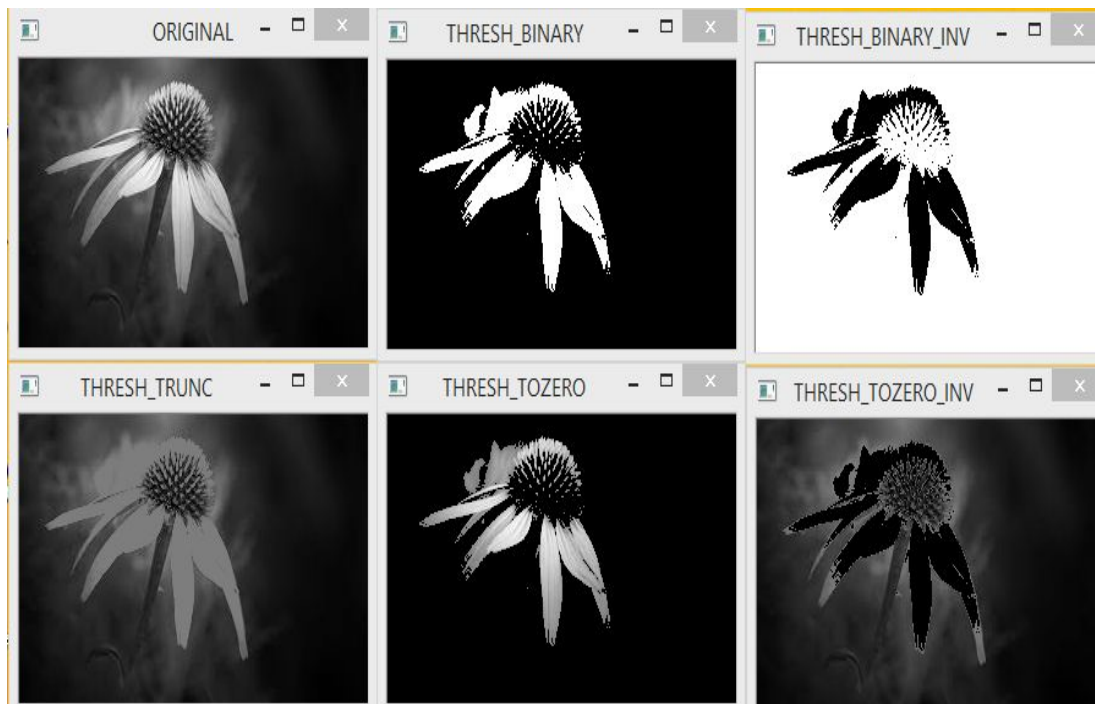 ORIGINAL
THRESH_BINARY
THRESH_BINARY_INV
THRESH_TRUNC
THRESH_TOZERO
THRESH_TOZERO_INV